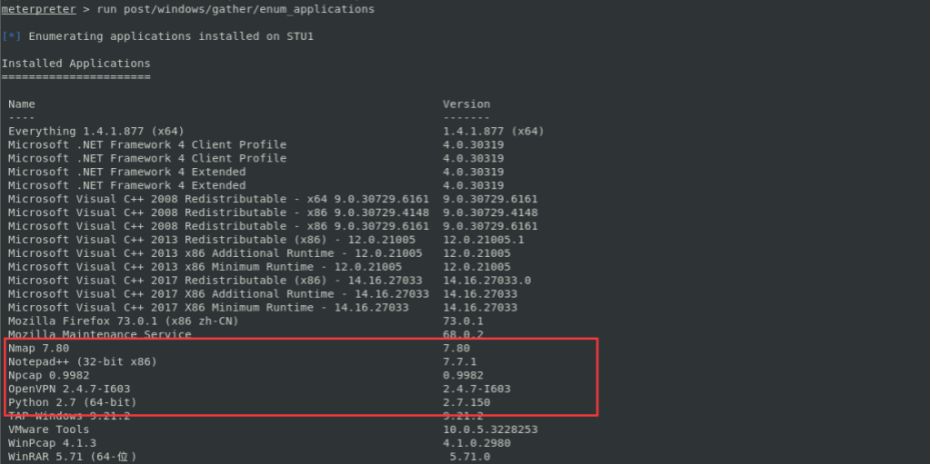 meterpreter > run post/windows/gather/enum_applications
[*] Enumerating applications installed on STU1
Installed Applications
======================
Name Version
---- -------
Everything 1.4.1.877 (x64) 1.4.1.877 (x64)
Microsoft .NET Framework 4 Client Profile 4.0.30319
Microsoft .NET Framework 4 Client Profile 4.0.30319
Microsoft .NET Framework 4 Extended 4.0.30319
Microsoft .NET Framework 4 Extended 4.0.30319
Microsoft Visual C++ 2008 Redistributable - x64 9.0.30729.6161 9.0.30729.6161
Microsoft Visual C++ 2008 Redistributable - x86 9.0.30729.4148 9.0.30729.4148
Microsoft Visual C++ 2008 Redistributable - x86 9.0.30729.6161 9.0.30729.6161
Microsoft Visual C++ 2013 Redistributable (x86) - 12.0.21005 12.0.21005.1
Microsoft Visual C++ 2013 x86 Additional Runtime - 12.0.21005 12.0.21005
Microsoft Visual C++ 2013 x86 Minimum Runtime - 12.0.21005 12.0.21005
Microsoft Visual C++ 2017 Redistributable (x86) - 14.16.27033 14.16.27033.0
Microsoft Visual C++ 2017 X86 Additional Runtime - 14.16.27033 14.16.27033
Microsoft Visual C++ 2017 X86 Minimum Runtime - 14.16.27033 14.16.27033
Mozilla Firefox 73.0.1 (x86 zh-CN) 73.0.1
Mozilla Maintenance Service 68.0.2
Nmap 7.80 7.80
Notepad++ (32-bit x86) 7.7.1
Npcap 0.9982 0.9982
OpenVPN 2.4.7-I603 2.4.7-I603
Python 2.7 (64-bit) 2.7.150
TAP-Windows 9.21.2 9.21.2
VMware Tools 10.0.5.3228253
WinPcap 4.1.3 4.1.0.2980
WinRAR 5.71 (64-位) 5.71.0